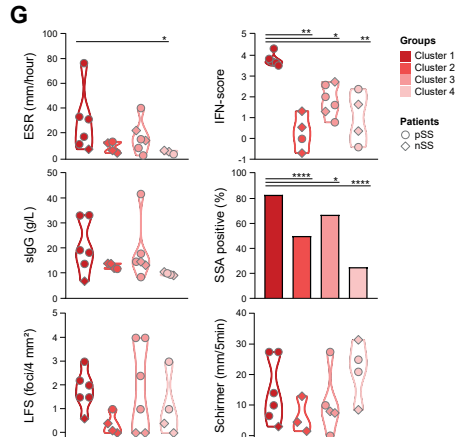 G
ESR (mm/hour)
100
80
60
40
20
0
*
IFN-score
5
4
3
2
1
0
-1
**
*
**
Groups
Cluster 1
Cluster 2
Cluster 3
Cluster 4
Patients
pSS
nSS
sIgG (g/L)
50
40
30
20
10
0
SSA positive (%)
100
80
60
40
20
0
****
*
****
LFS (foci/4 mm²)
5
4
3
2
1
0
Schirmer (mm/5min)
40
30
20
10
0